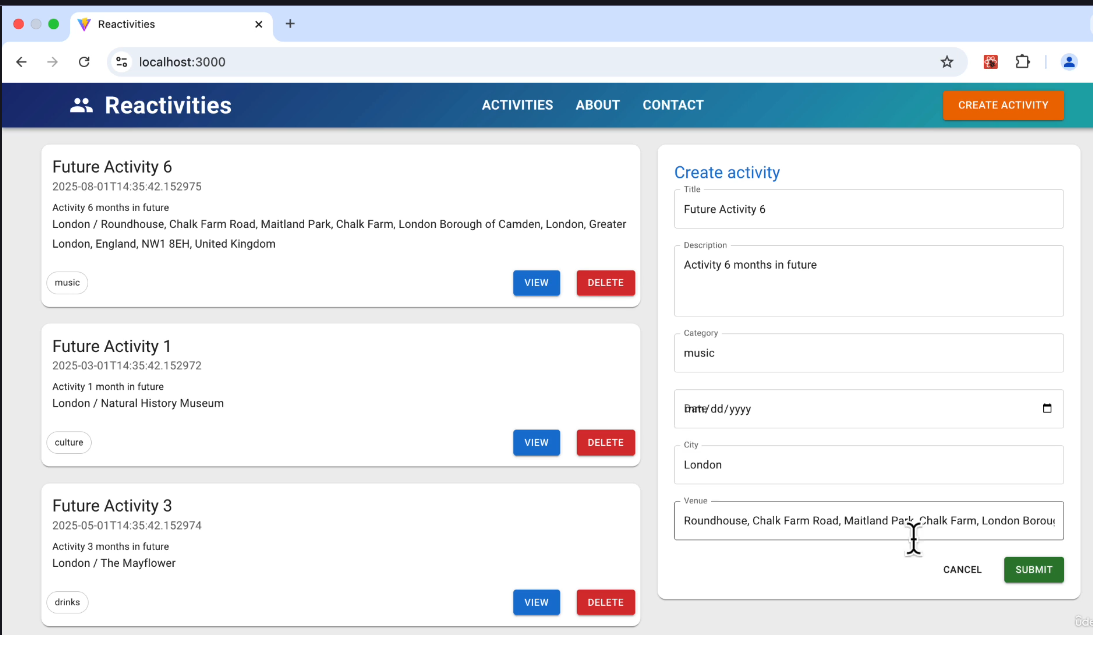 Reactivities
localhost:3000
Reactivities
ACTIVITIES
ABOUT
CONTACT
CREATE ACTIVITY
Future Activity 6
2025-08-01T14:35:42.152975
Activity 6 months in future
London / Roundhouse, Chalk Farm Road, Maitland Park, Chalk Farm, London Borough of Camden, London, Greater
London, England, NW1 8EH, United Kingdom
music
VIEW
DELETE
Future Activity 1
2025-03-01T14:35:42.152972
Activity 1 month in future
London / Natural History Museum
culture
VIEW
DELETE
Future Activity 3
2025-05-01T14:35:42.152974
Activity 3 months in future
London / The Mayflower
drinks
VIEW
DELETE
Create activity
Title
Future Activity 6
Description
Activity 6 months in future
Category
music
/dd/yyyy
City
London
Venue
Roundhouse, Chalk Farm Road, Maitland Park, Chalk Farm, London
CANCEL
SUBMIT